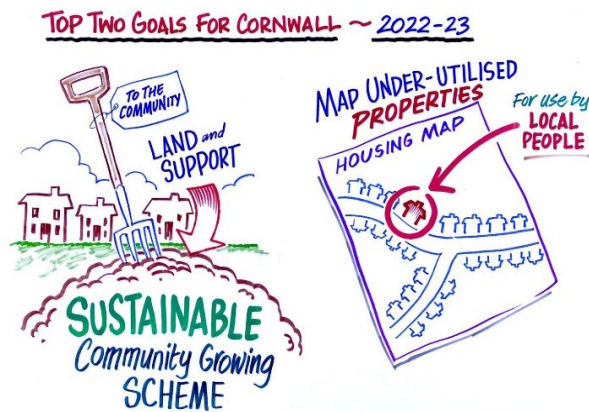 TOP TWO GOALS FOR CORNWALL ~ 2022-23
TO THE
COMMUNITY
LAND and
SUPPORT
SUSTAINABLE
Community Growing
SCHEME
MAP UNDER-UTILISED
PROPERTIES
HOUSING MAP
For use by
LOCAL
PEOPLE